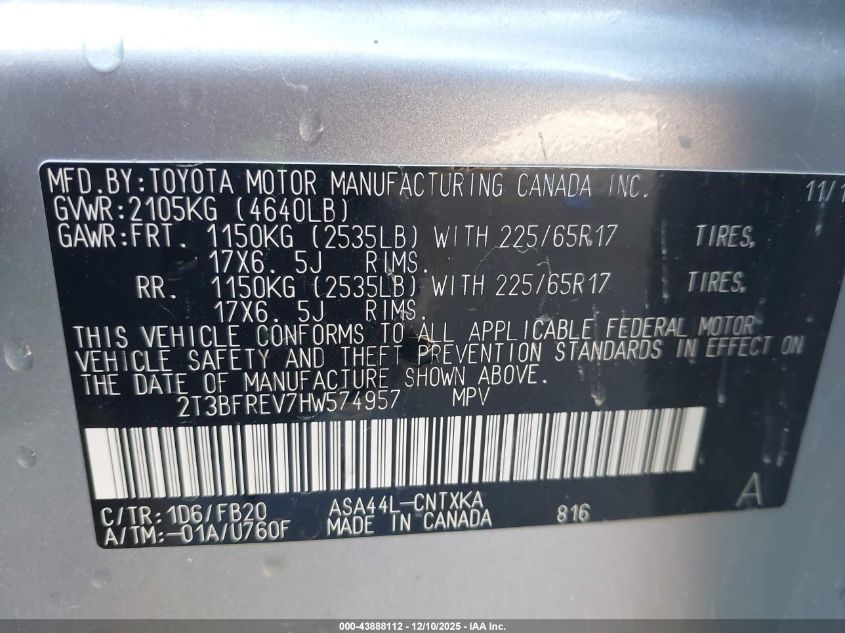 MFD.BY:TOYOTA MOTOR MANUFACTURING CANADA INC. 11/1
GVWR:2105KG (4640LB)
GAWR:FRT. 1150KG (2535LB) WITH 225/65R17 TIRES,
17X6. 5J RIMS.
RR. 1150KG (2535LB) WITH 225/65R17 TIRES,
17X6. 5J RIMS.
THIS VEHICLE CONFORMS TO ALL APPLICABLE FEDERAL MOTOR
VEHICLE SAFETY AND THEFT PREVENTION STANDARDS IN EFFECT ON
THE DATE OF MANUFACTURE SHOWN ABOVE.
2T3BFREV7HW574957 MPV
C/TR:1D6/FB20 ASA44L-CNTXKA A
A/TM:-01A/U760F MADE IN CANADA 816
000-43888112 - 12/10/2025 - IAA Inc.